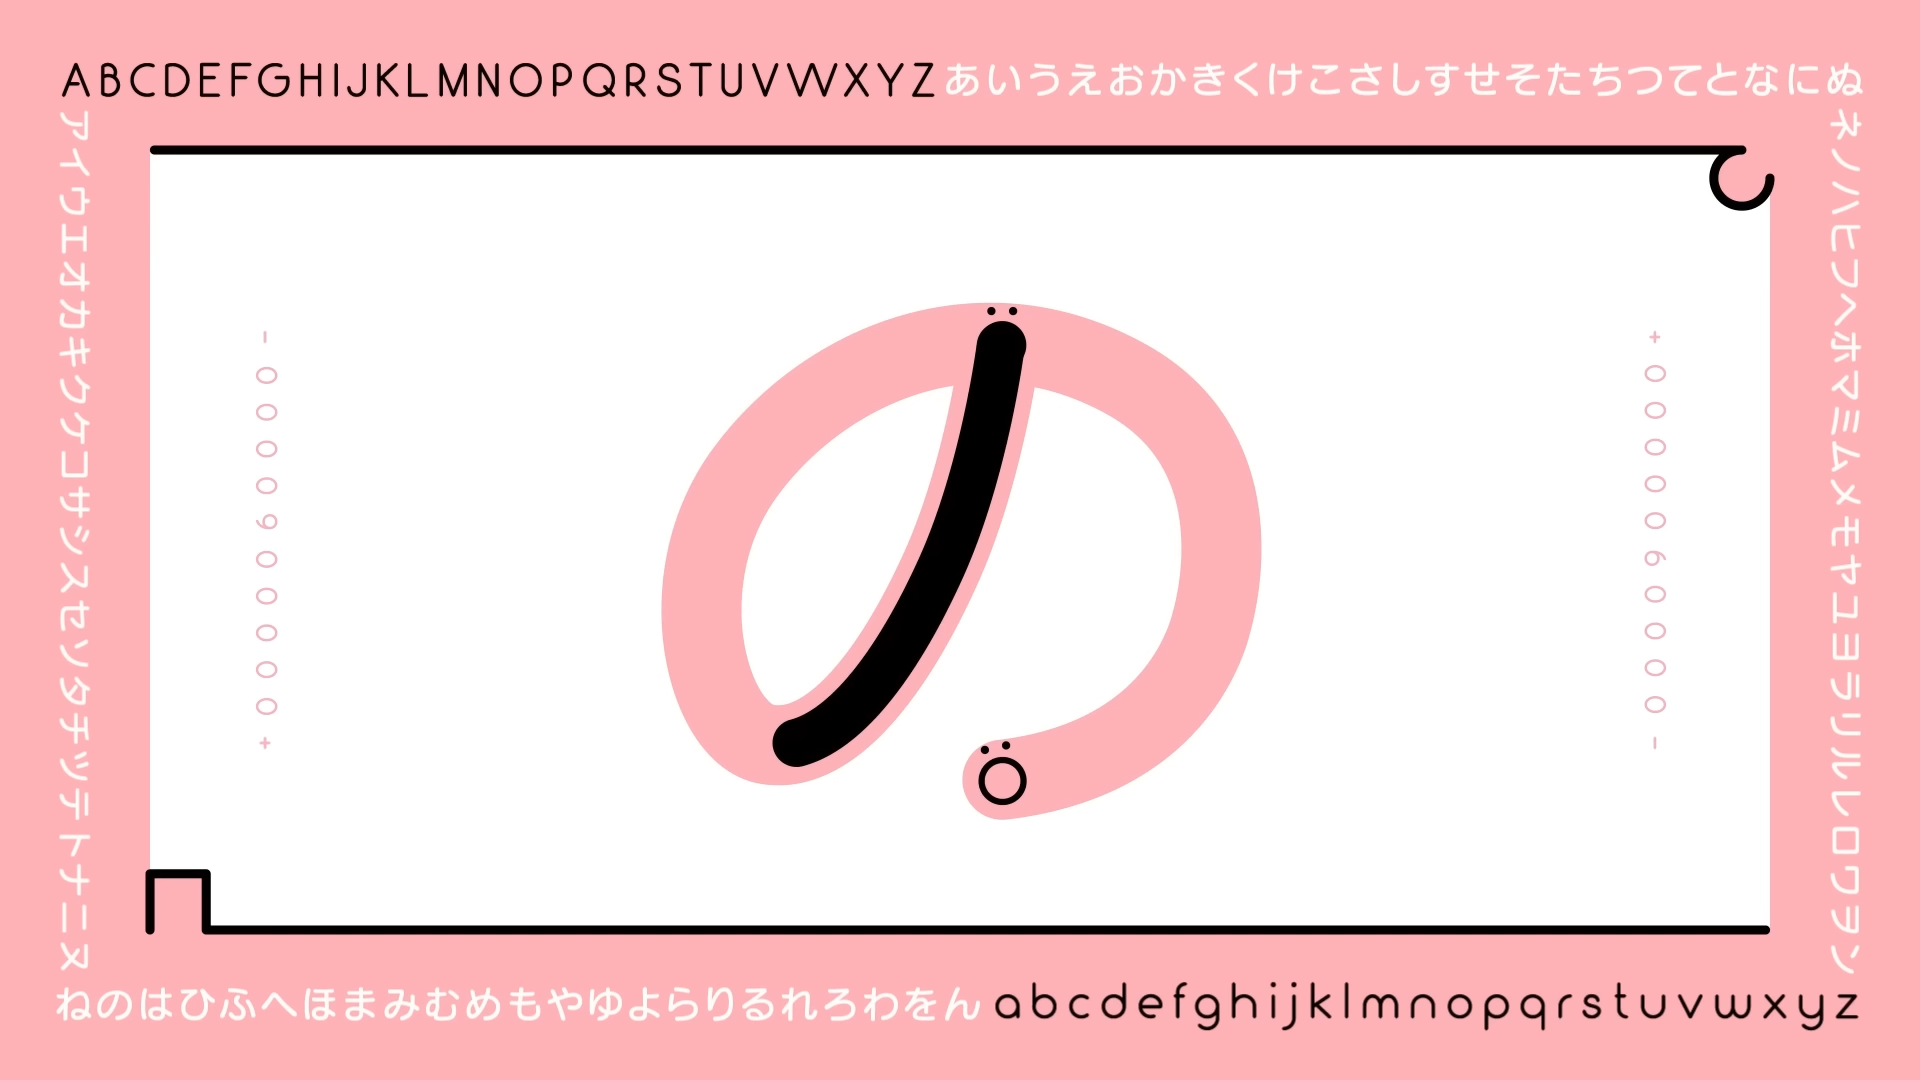 ABCDEFGHIJKLMNOPQRSTUVWXYZあいうえおかきくけこさしすせそたちつてとなにぬ
アイウエオカキクケコサシスセソタチツテトナニヌ
-0000900000+
の
+0000060000-
ネノハヒフヘホマミムメモヤユヨラリルレロワヲン
ねのはひふへほまみむめもやゆよらりるれろわをん abcdefghijklmnopqrstuvwxyz